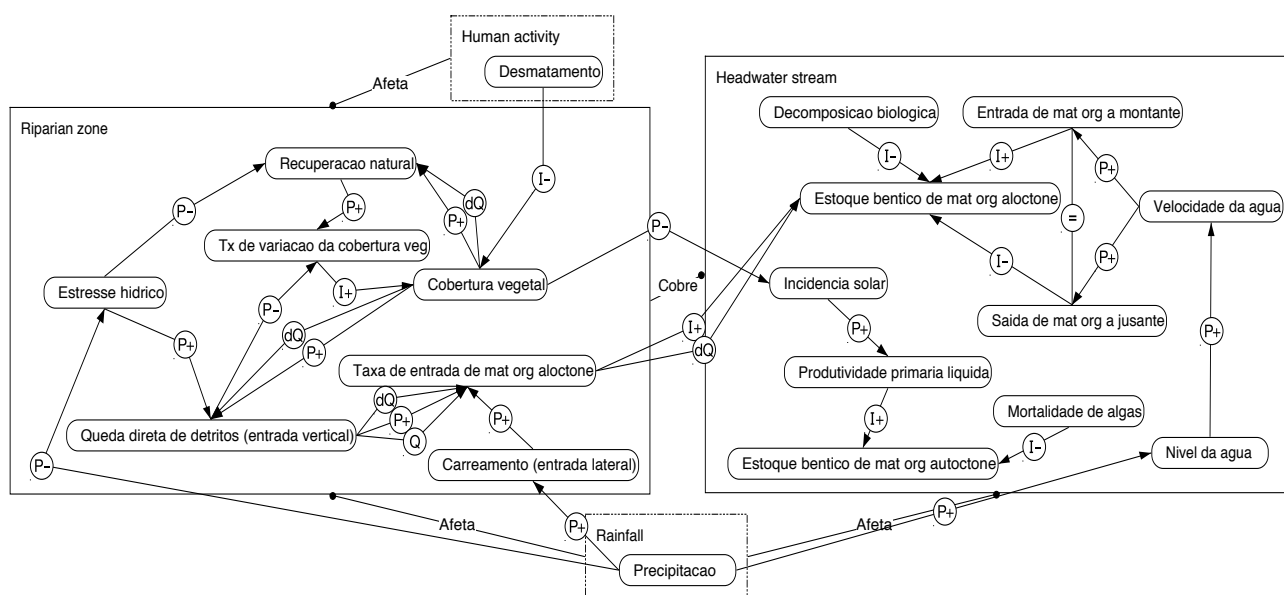 Human activity
Desmatamento
Afeta
Headwater stream
Riparian zone
Decomposicao biologica
Entrada de mat org a montante
Recuperacao natural
I-
I+
P+
I-
P-
dQ
P+
P+
Estoque bentico de mat org aloctone
Velocidade da agua
=
P-
Tx de variacao da cobertura veg
I-
P+
Estresse hidrico
I+
Cobertura vegetal
Cobre
Incidencia solar
P-
Saida de mat org a jusante
dQ
I+
P+
P+
P+
P+
dQ
Taxa de entrada de mat org aloctone
Produtividade primaria liquida
dQ
P+
Q
P+
I+
Mortalidade de algas
Queda direta de detritos (entrada vertical)
I-
Carreamento (entrada lateral)
Estoque bentico de mat org autoctone
Nivel da agua
P-
P+
P+
Afeta
Rainfall
Afeta
Precipitacao